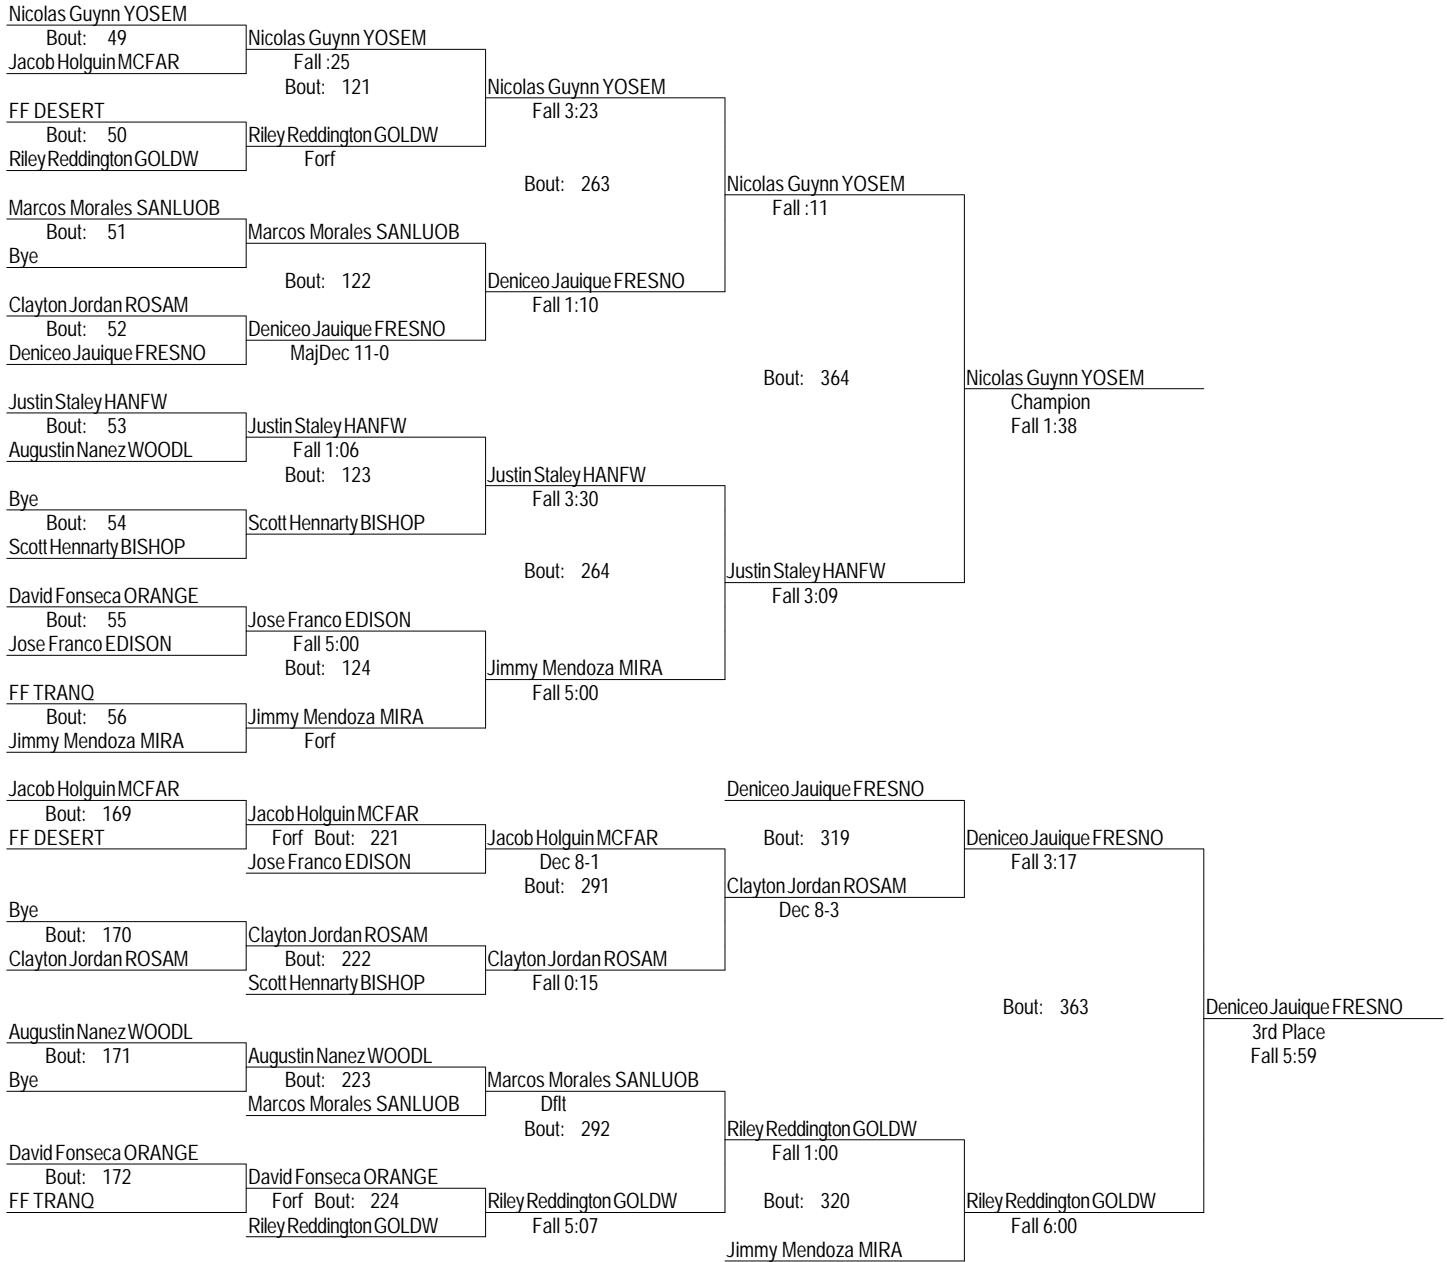 Nicolas Guynn YOSEM
Bout: 49
Nicolas Guynn YOSEM
Jacob Holguin MCFAR
Fall :25
Bout: 121
Nicolas Guynn YOSEM
FF DESERT
Fall 3:23
Bout: 50
Riley Reddington GOLDW
Riley Reddington GOLDW
Forf
Bout: 263
Nicolas Guynn YOSEM
Marcos Morales SANLUOB
Fall :11
Bout: 51
Marcos Morales SANLUOB
Bye
Bout: 122
Deniceo Jauique FRESNO
Clayton Jordan ROSAM
Fall 1:10
Bout: 52
Deniceo Jauique FRESNO
Deniceo Jauique FRESNO
MajDec 11-0
Bout: 364
Nicolas Guynn YOSEM
Justin Staley HANFW
Champion
Bout: 53
Justin Staley HANFW
Fall 1:38
Augustin Nanez WOODL
Fall 1:06
Bout: 123
Justin Staley HANFW
Bye
Fall 3:30
Bout: 54
Scott Hennarty BISHOP
Scott Hennarty BISHOP
Bout: 264
Justin Staley HANFW
David Fonseca ORANGE
Fall 3:09
Bout: 55
Jose Franco EDISON
Jose Franco EDISON
Fall 5:00
Bout: 124
Jimmy Mendoza MIRA
FF TRANQ
Fall 5:00
Bout: 56
Jimmy Mendoza MIRA
Jimmy Mendoza MIRA
Forf
Jacob Holguin MCFAR
Deniceo Jauique FRESNO
Bout: 169
Jacob Holguin MCFAR
FF DESERT
Forf Bout: 221
Jacob Holguin MCFAR
Bout: 319
Deniceo Jauique FRESNO
Jose Franco EDISON
Dec 8-1
Fall 3:17
Bout: 291
Clayton Jordan ROSAM
Bye
Dec 8-3
Bout: 170
Clayton Jordan ROSAM
Clayton Jordan ROSAM
Bout: 222
Clayton Jordan ROSAM
Scott Hennarty BISHOP
Fall 0:15
Bout: 363
Deniceo Jauique FRESNO
Augustin Nanez WOODL
3rd Place
Bout: 171
Augustin Nanez WOODL
Fall 5:59
Bye
Bout: 223
Marcos Morales SANLUOB
Marcos Morales SANLUOB
Dflt
Bout: 292
Riley Reddington GOLDW
David Fonseca ORANGE
Fall 1:00
Bout: 172
David Fonseca ORANGE
FF TRANQ
Forf Bout: 224
Riley Reddington GOLDW
Bout: 320
Riley Reddington GOLDW
Riley Reddington GOLDW
Fall 5:07
Fall 6:00
Jimmy Mendoza MIRA